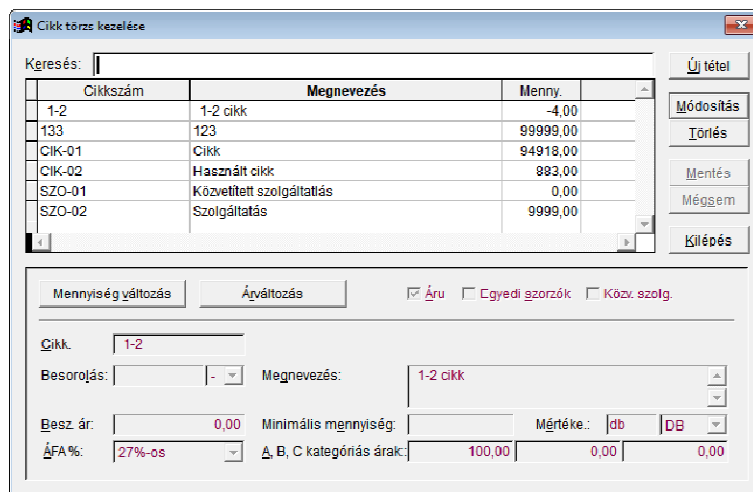 Cikk törzs kezelése
Keresés:
Új tétel
Cikkszám Megnevezés Menny.
1-2 1-2 cikk -4,00
Módosítás
133 123 99999,00
Törlés
CIK-01 Cikk 94918,00
CIK-02 Használt cikk 883,00
Mentés
SZO-01 Közvetített szolgáltatlás 0,00
Mégsem
SZO-02 Szolgáltatás 9999,00
Kilépés
Mennyiség változás Árváltozás Áru Egyedi szorzók Közv. szolg.
Cikk. 1-2
Besorolás: - Megnevezés: 1-2 cikk
Besz. ár: 0,00 Minimális mennyiség: Mértéke.: db DB
ÁFA%: 27%-os A, B, C kategóriás árak:: 100,00 0,00 0,00